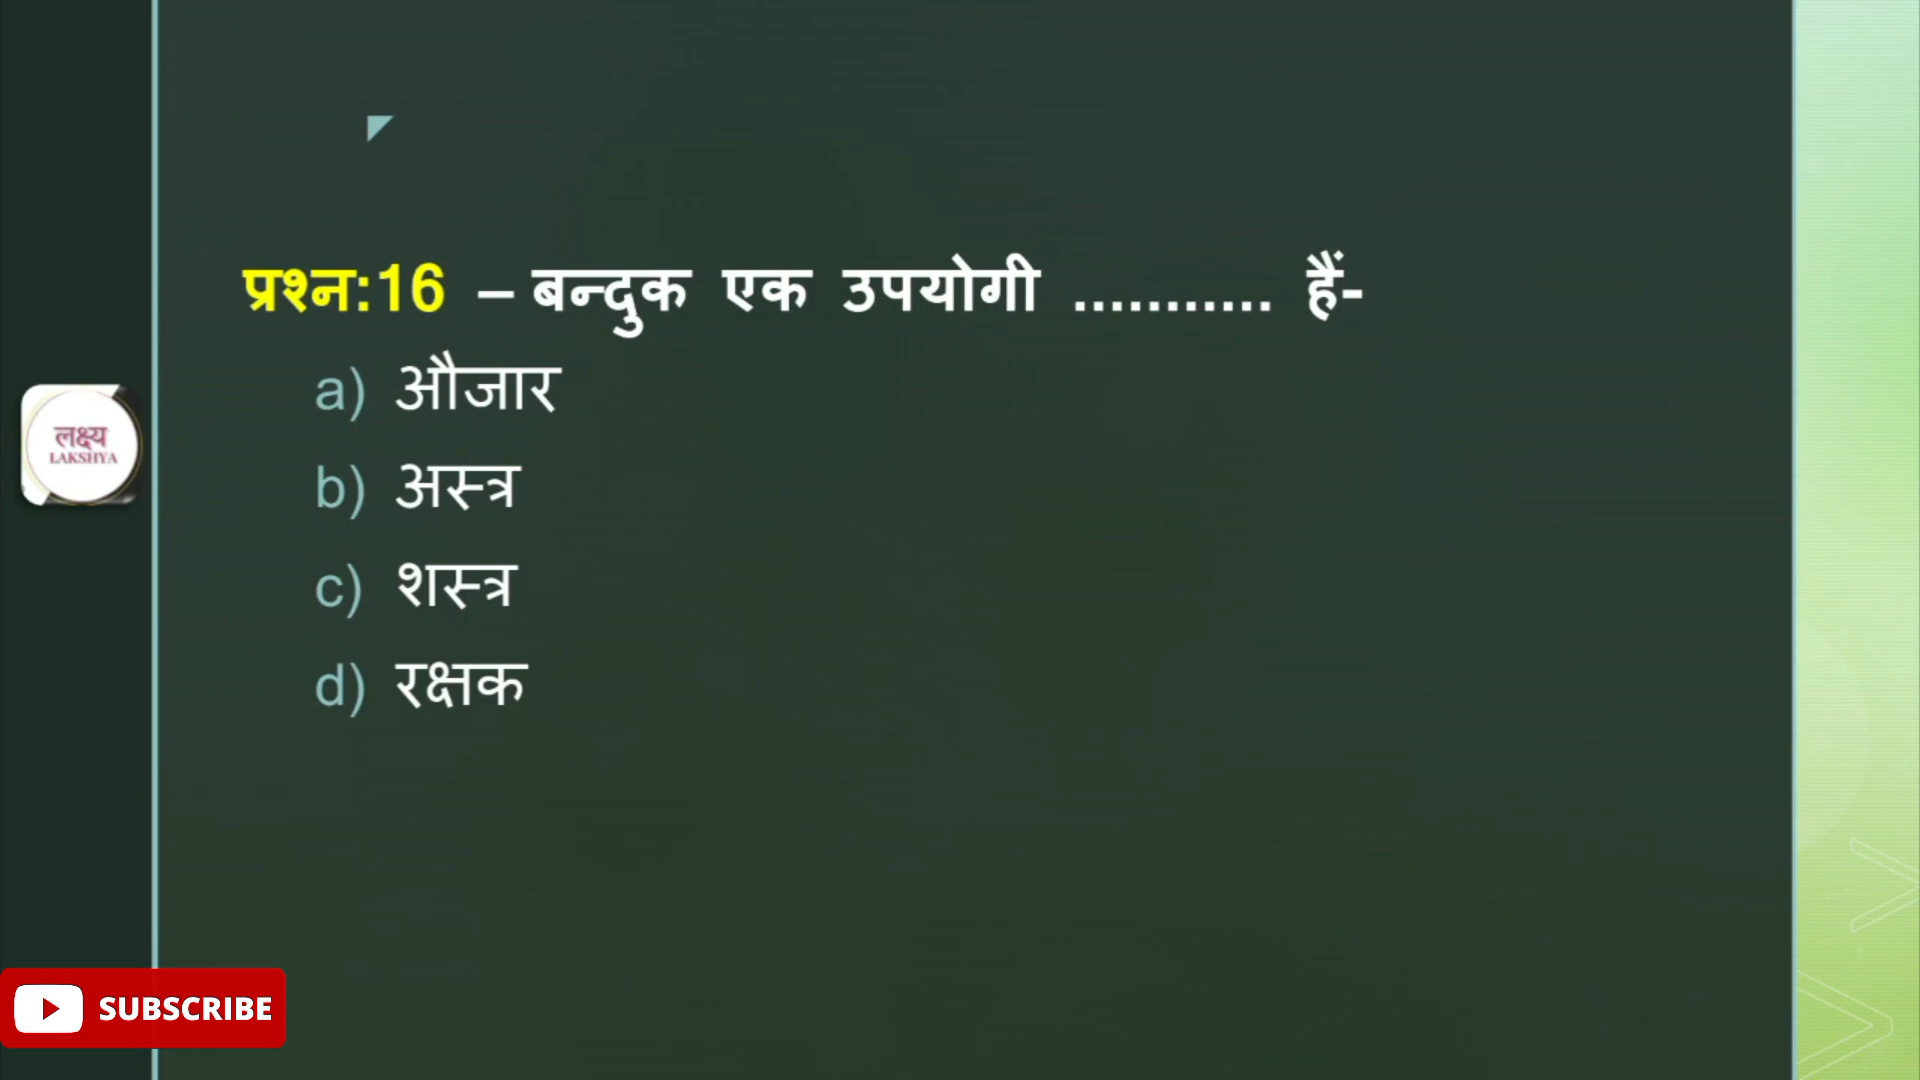 प्रश्न:16 – बन्दुक एक उपयोगी ........... हैं-
a) औजार
b) अस्त्र
c) शस्त्र
d) रक्षक
लक्ष्य
LAKSHYA
SUBSCRIBE